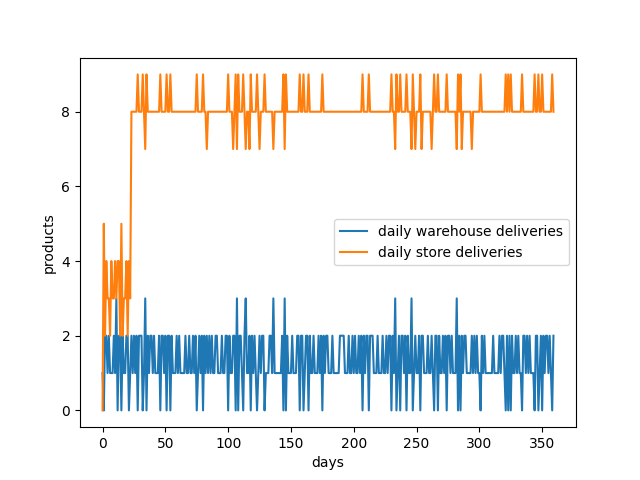 8
6
4
2
0
products
daily warehouse deliveries
daily store deliveries
0 50 100 150 200 250 300 350
days